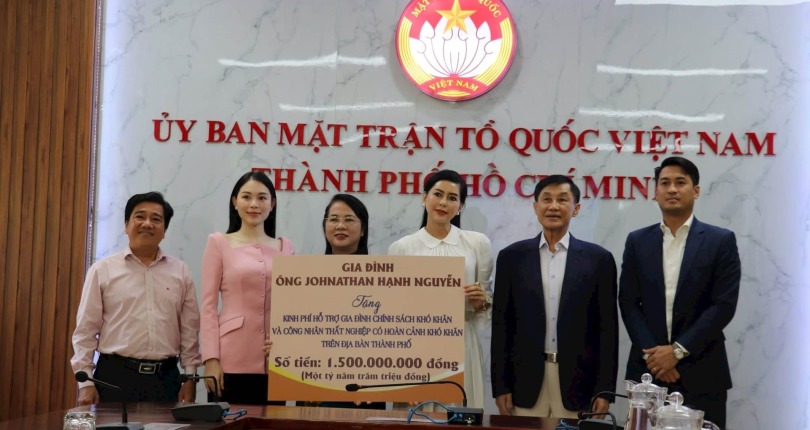 MẶT TRẬN TỔ QUỐC
VIỆT NAM
ỦY BAN MẶT TRẬN TỔ QUỐC VIỆT NAM
THÀNH PHỐ HỒ CHÍ MINH
GIA ĐÌNH
ÔNG JOHNATHAN HẠNH NGUYỄN
Tặng
KINH PHÍ HỖ TRỢ GIA ĐÌNH CHÍNH SÁCH KHÓ KHĂN
VÀ CÔNG NHÂN THẤT NGHIỆP CÓ HOÀN CẢNH KHÓ KHĂN
TRÊN ĐỊA BÀN THÀNH PHỐ
Số tiền: 1.500.000.000 đồng
(Một tỷ năm trăm triệu đồng)